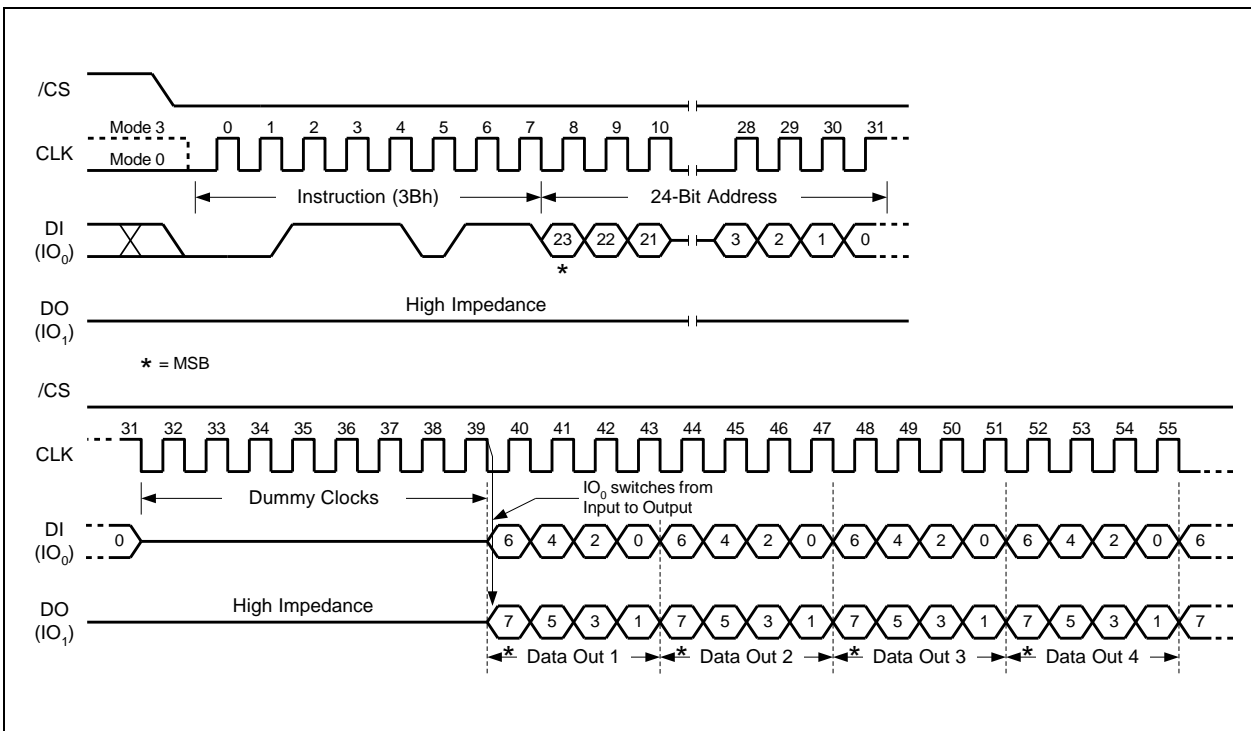 /CS
Mode 3 0 1 2 3 4 5 6 7 8 9 10 28 29 30 31
CLK
Mode 0
Instruction (3Bh) 24-Bit Address
DI
(IO0) 23 22 21 3 2 1 0
*
High Impedance
DO
(IO1)
* = MSB
/CS
31 32 33 34 35 36 37 38 39 40 41 42 43 44 45 46 47 48 49 50 51 52 53 54 55
CLK
Dummy Clocks
IO0 switches from
Input to Output
DI
(IO0) 0 6 4 2 0 6 4 2 0 6 4 2 0 6 4 2 0 6
High Impedance
DO
(IO1) 7 5 3 1 7 5 3 1 7 5 3 1 7 5 3 1 7
* Data Out 1 * Data Out 2 * Data Out 3 * Data Out 4